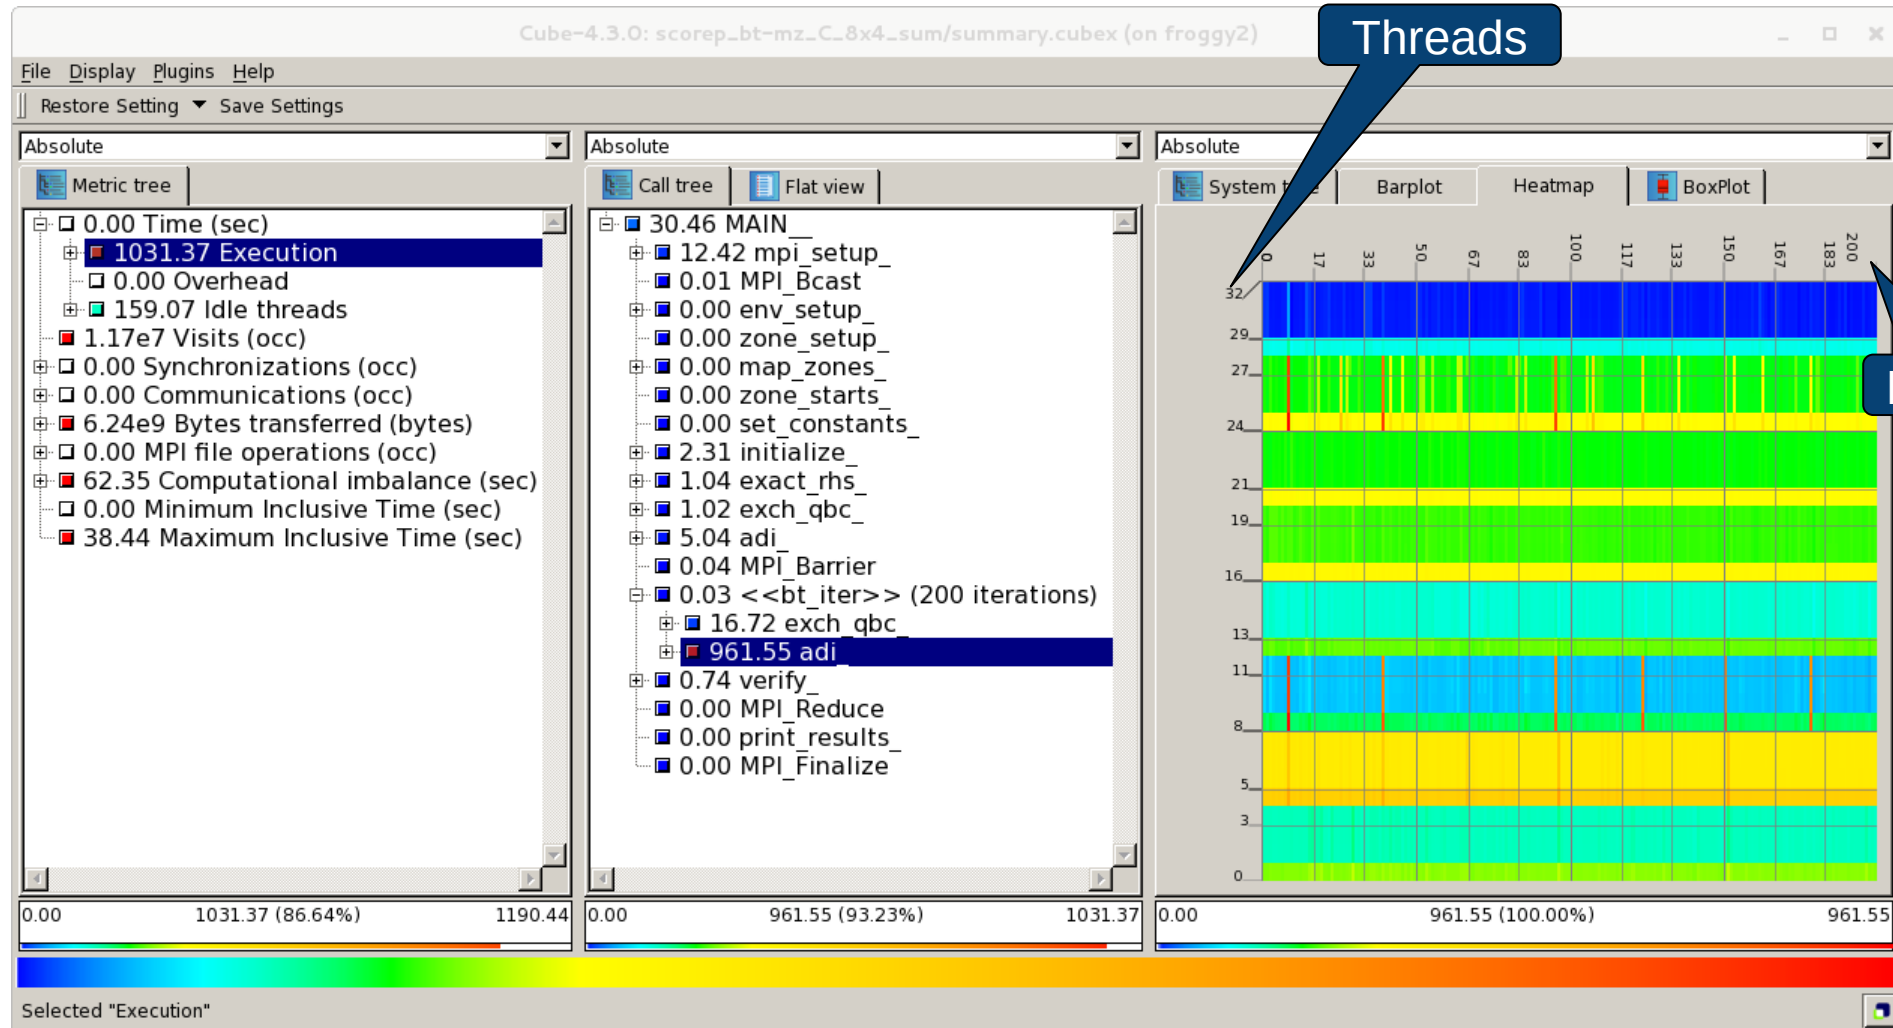 Cube-4.3.0: scorep_bt-mz_C_8x4_sum/summary.cubex (on froggy2)
Threads
File Display Plugins Help
Restore Setting Save Settings
Absolute
Absolute
Absolute
Metric tree
Call tree
Flat view
System
Barplot
Heatmap
BoxPlot
0.00 Time (sec)
1031.37 Execution
0.00 Overhead
159.07 Idle threads
1.17e7 Visits (occ)
0.00 Synchronizations (occ)
0.00 Communications (occ)
6.24e9 Bytes transferred (bytes)
0.00 MPI file operations (occ)
62.35 Computational imbalance (sec)
0.00 Minimum Inclusive Time (sec)
38.44 Maximum Inclusive Time (sec)
30.46 MAIN__
12.42 mpi_setup_
0.01 MPI_Bcast
0.00 env_setup_
0.00 zone_setup_
0.00 map_zones_
0.00 zone_starts_
0.00 set_constants_
2.31 initialize_
1.04 exact_rhs_
1.02 exch_qbc_
5.04 adi_
0.04 MPI_Barrier
0.03 <<bt_iter>> (200 iterations)
16.72 exch_qbc_
961.55 adi_
0.74 verify_
0.00 MPI_Reduce
0.00 print_results_
0.00 MPI_Finalize
0 17 33 50 67 83 100 117 133 150 167 183 200
32
29
27
24
21
19
16
13
11
8
5
3
0
0.00 1031.37 (86.64%) 1190.44
0.00 961.55 (93.23%) 1031.37
0.00 961.55 (100.00%) 961.55
Selected "Execution"